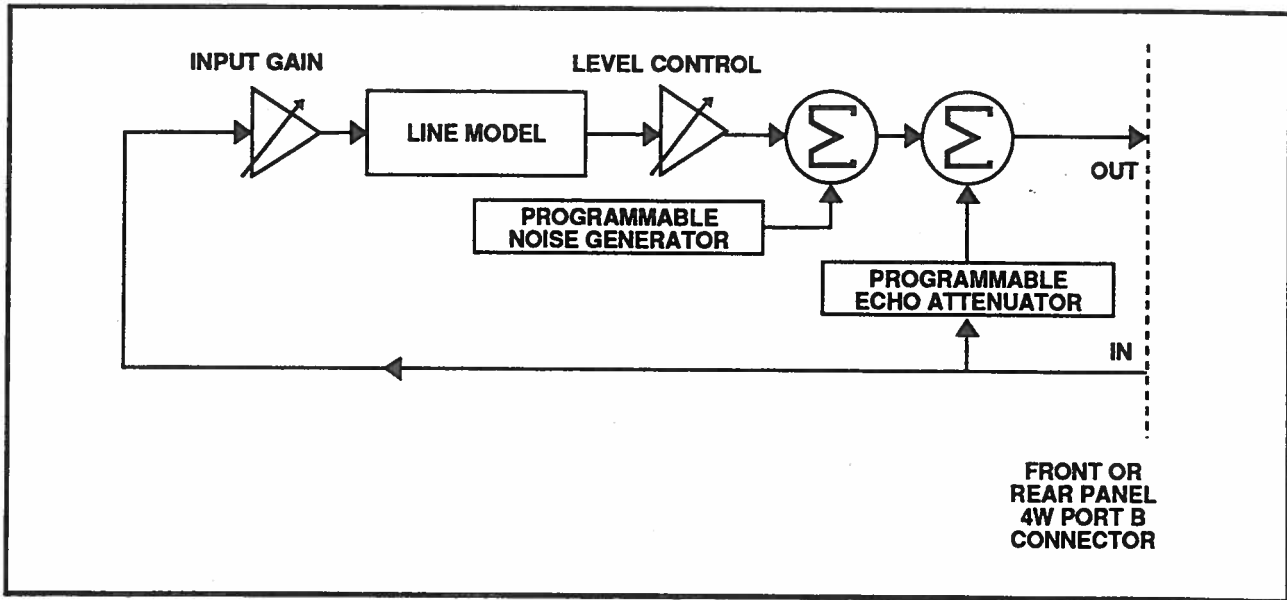 INPUT GAIN
LEVEL CONTROL
LINE MODEL
Σ
Σ
OUT
PROGRAMMABLE
NOISE GENERATOR
PROGRAMMABLE
ECHO ATTENUATOR
IN
FRONT OR
REAR PANEL
4W PORT B
CONNECTOR